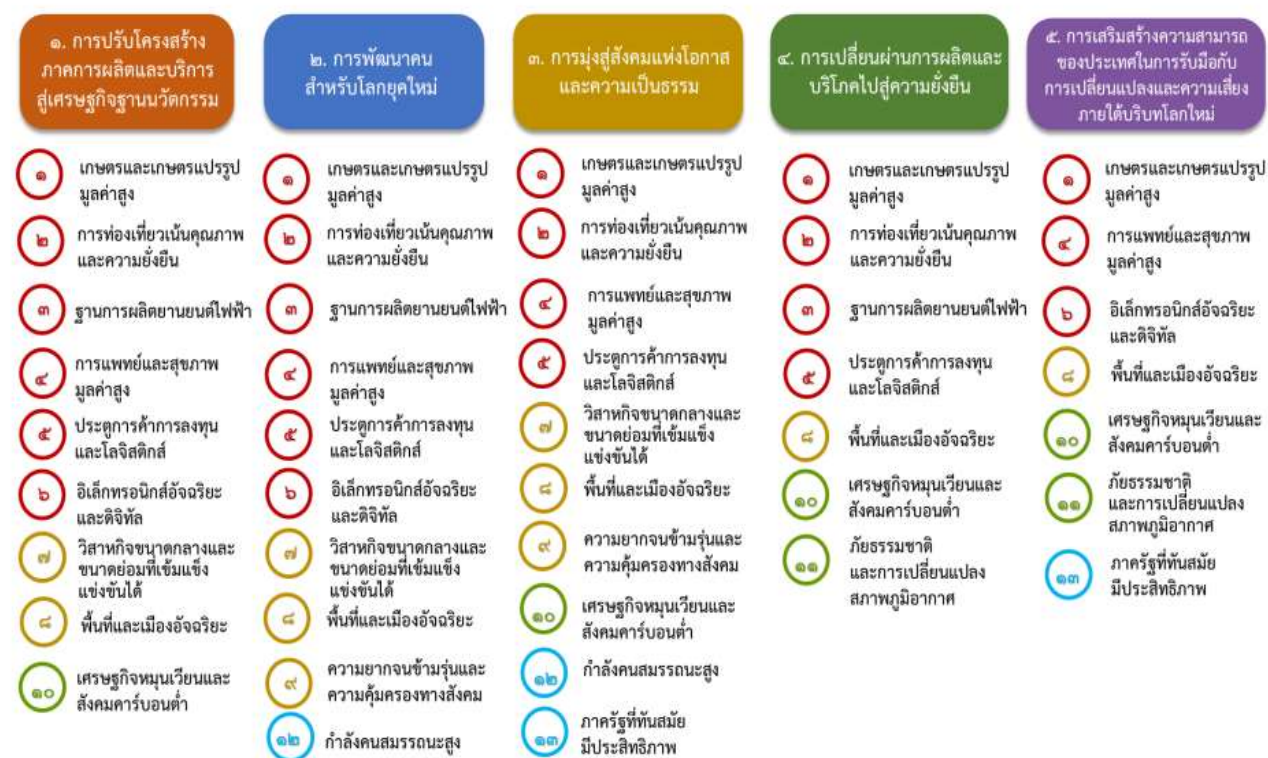 ๑. การปรับโครงสร้าง
ภาคการผลิตและบริการ
สู่เศรษฐกิจฐานนวัตกรรม
๑
เกษตรและเกษตรแปรรูป
มูลค่าสูง
๒
การท่องเที่ยวเน้นคุณภาพ
และความยั่งยืน
๓
ฐานการผลิตยานยนต์ไฟฟ้า
๔
การแพทย์และสุขภาพ
มูลค่าสูง
๕
ประตูการค้าการลงทุน
และโลจิสติกส์
๖
อิเล็กทรอนิกส์อัจฉริยะ
และดิจิทัล
๗
วิสาหกิจขนาดกลางและ
ขนาดย่อมที่เข้มแข็ง
แข่งขันได้
๘
พื้นที่และเมืองอัจฉริยะ
๑๐
เศรษฐกิจหมุนเวียนและ
สังคมคาร์บอนต่ำ
๒. การพัฒนาคน
สำหรับโลกยุคใหม่
๑
เกษตรและเกษตรแปรรูป
มูลค่าสูง
๒
การท่องเที่ยวเน้นคุณภาพ
และความยั่งยืน
๓
ฐานการผลิตยานยนต์ไฟฟ้า
๔
การแพทย์และสุขภาพ
มูลค่าสูง
๕
ประตูการค้าการลงทุน
และโลจิสติกส์
๖
อิเล็กทรอนิกส์อัจฉริยะ
และดิจิทัล
๗
วิสาหกิจขนาดกลางและ
ขนาดย่อมที่เข้มแข็ง
แข่งขันได้
๘
พื้นที่และเมืองอัจฉริยะ
๙
ความยากจนข้ามรุ่นและ
ความคุ้มครองทางสังคม
๑๒
กำลังคนสมรรถนะสูง
๓. การมุ่งสู่สังคมแห่งโอกาส
และความเป็นธรรม
๑
เกษตรและเกษตรแปรรูป
มูลค่าสูง
๒
การท่องเที่ยวเน้นคุณภาพ
และความยั่งยืน
๔
การแพทย์และสุขภาพ
มูลค่าสูง
๕
ประตูการค้าการลงทุน
และโลจิสติกส์
๗
วิสาหกิจขนาดกลางและ
ขนาดย่อมที่เข้มแข็ง
แข่งขันได้
๘
พื้นที่และเมืองอัจฉริยะ
๙
ความยากจนข้ามรุ่นและ
ความคุ้มครองทางสังคม
๑๐
เศรษฐกิจหมุนเวียนและ
สังคมคาร์บอนต่ำ
๑๒
กำลังคนสมรรถนะสูง
๑๓
ภาครัฐที่ทันสมัย
มีประสิทธิภาพ
๔. การเปลี่ยนผ่านการผลิตและ
บริโภคไปสู่ความยั่งยืน
๑
เกษตรและเกษตรแปรรูป
มูลค่าสูง
๒
การท่องเที่ยวเน้นคุณภาพ
และความยั่งยืน
๓
ฐานการผลิตยานยนต์ไฟฟ้า
๕
ประตูการค้าการลงทุน
และโลจิสติกส์
๘
พื้นที่และเมืองอัจฉริยะ
๑๐
เศรษฐกิจหมุนเวียนและ
สังคมคาร์บอนต่ำ
๑๑
ภัยธรรมชาติ
และการเปลี่ยนแปลง
สภาพภูมิอากาศ
๕. การเสริมสร้างความสามารถ
ของประเทศในการรับมือกับ
การเปลี่ยนแปลงและความเสี่ยง
ภายใต้บริบทโลกใหม่
๑
เกษตรและเกษตรแปรรูป
มูลค่าสูง
๔
การแพทย์และสุขภาพ
มูลค่าสูง
๖
อิเล็กทรอนิกส์อัจฉริยะ
และดิจิทัล
๘
พื้นที่และเมืองอัจฉริยะ
๑๐
เศรษฐกิจหมุนเวียนและ
สังคมคาร์บอนต่ำ
๑๑
ภัยธรรมชาติ
และการเปลี่ยนแปลง
สภาพภูมิอากาศ
๑๓
ภาครัฐที่ทันสมัย
มีประสิทธิภาพ